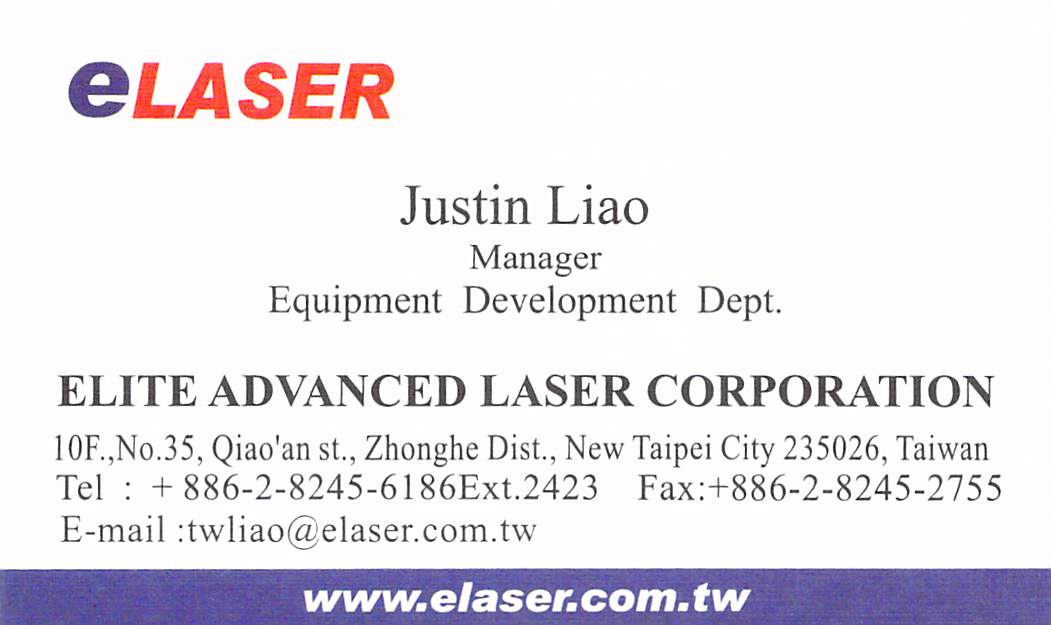 eLASER
Justin Liao
Manager
Equipment Development Dept.
ELITE ADVANCED LASER CORPORATION
10F.,No.35, Qiao'an st., Zhonghe Dist., New Taipei City 235026, Taiwan
Tel : + 886-2-8245-6186Ext.2423 Fax:+886-2-8245-2755
E-mail :twliao@elaser.com.tw
www.elaser.com.tw